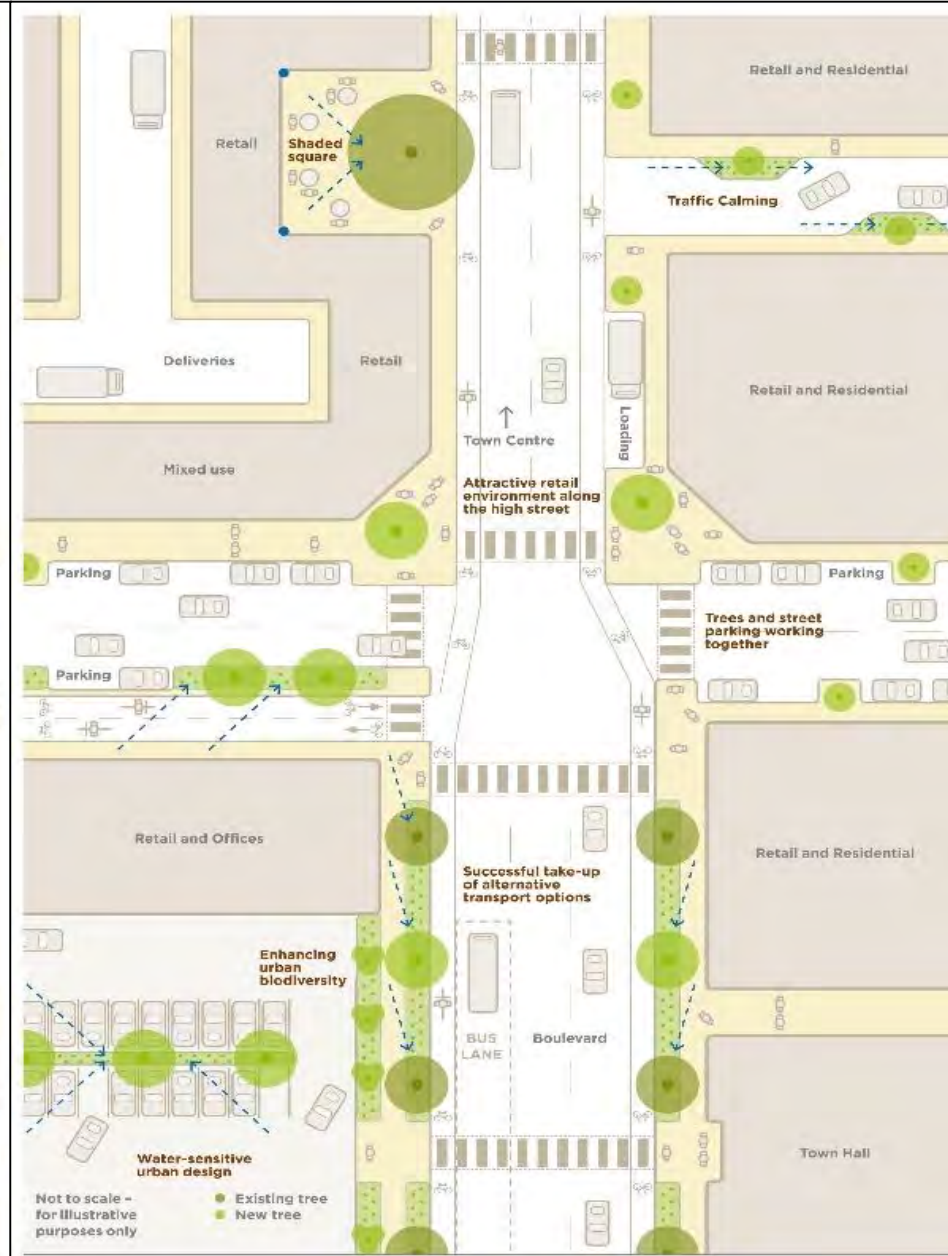 Retail and Residential
Retail
Shaded
square
Traffic Calming
Deliveries
Retail
Retail and Residential
Loading
Town Centre
Mixed use
Attractive retail
environment along
the high street
Parking
Parking
Trees and street
parking working
together
Parking
Retail and Offices
Retail and Residential
Successful take-up
of alternative
transport options
Enhancing
urban
biodiversity
BUS
LANE
Boulevard
Water-sensitive
urban design
Town Hall
Not to scale -
for illustrative
purposes only
Existing tree
New tree